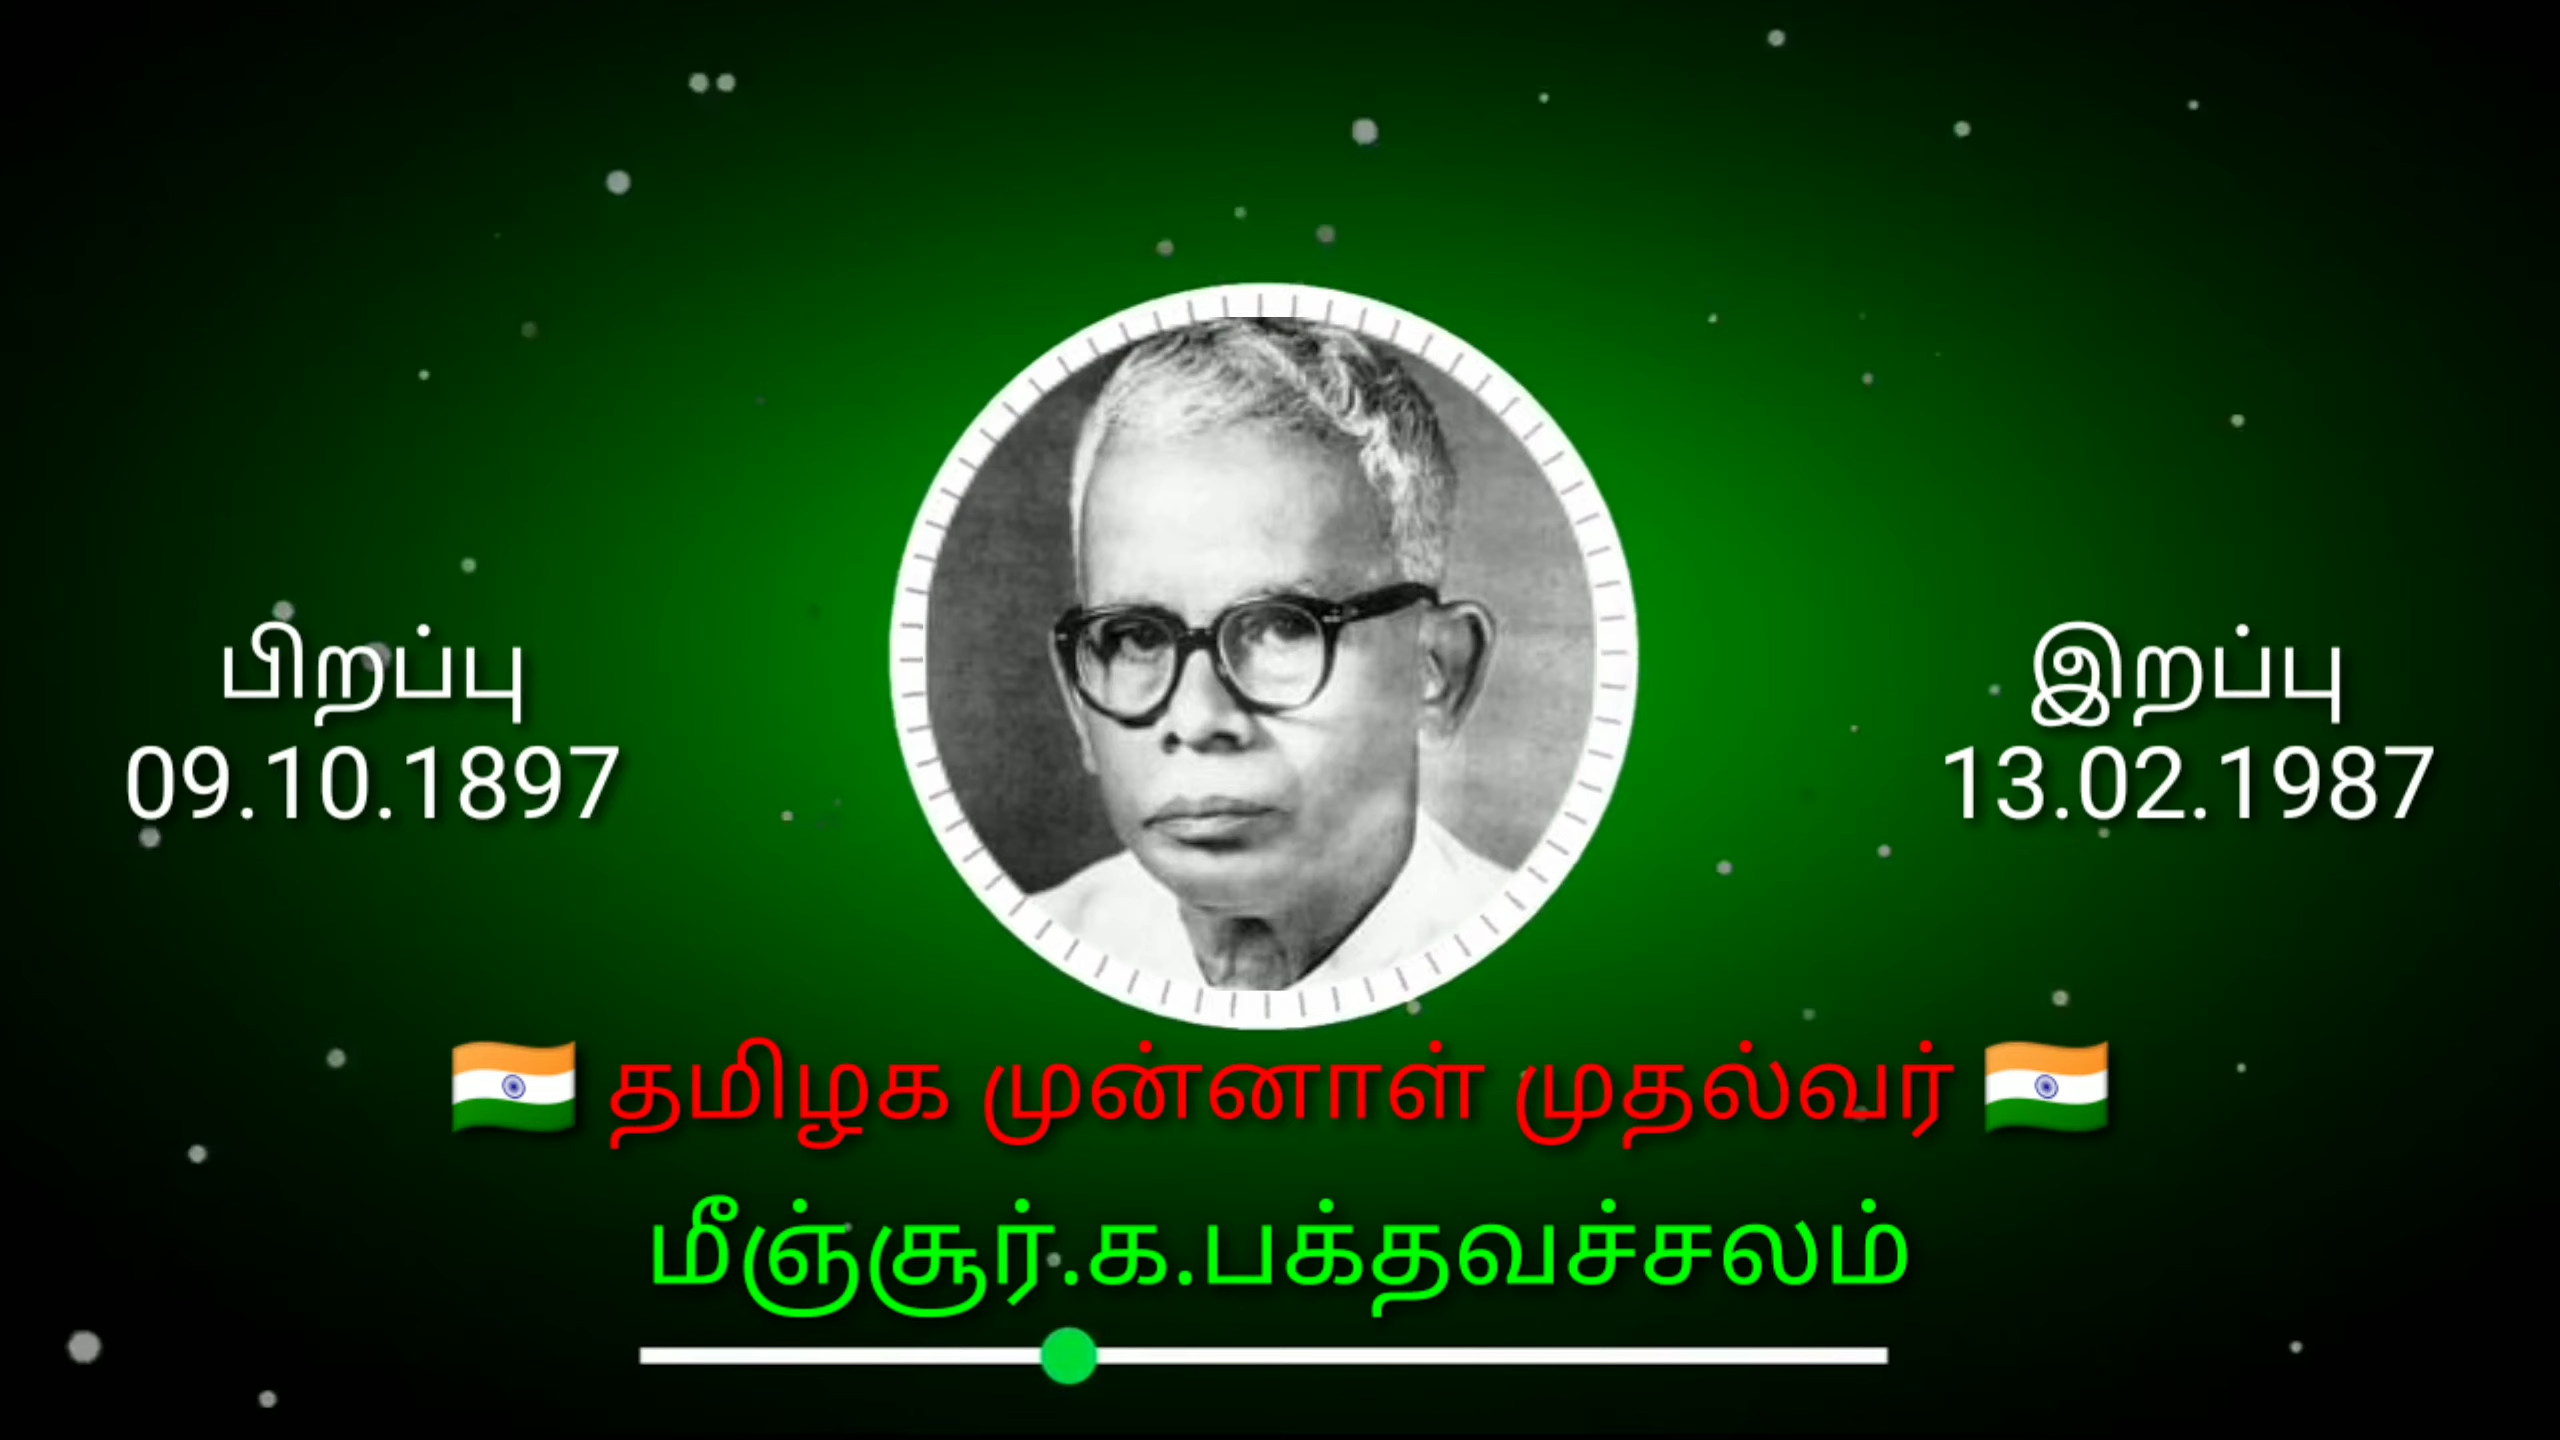 பிறப்பு
09.10.1897
இறப்பு
13.02.1987
🇮🇳 தமிழக முன்னாள் முதல்வர் 🇮🇳
மீஞ்சூர்.க.பக்தவச்சலம்